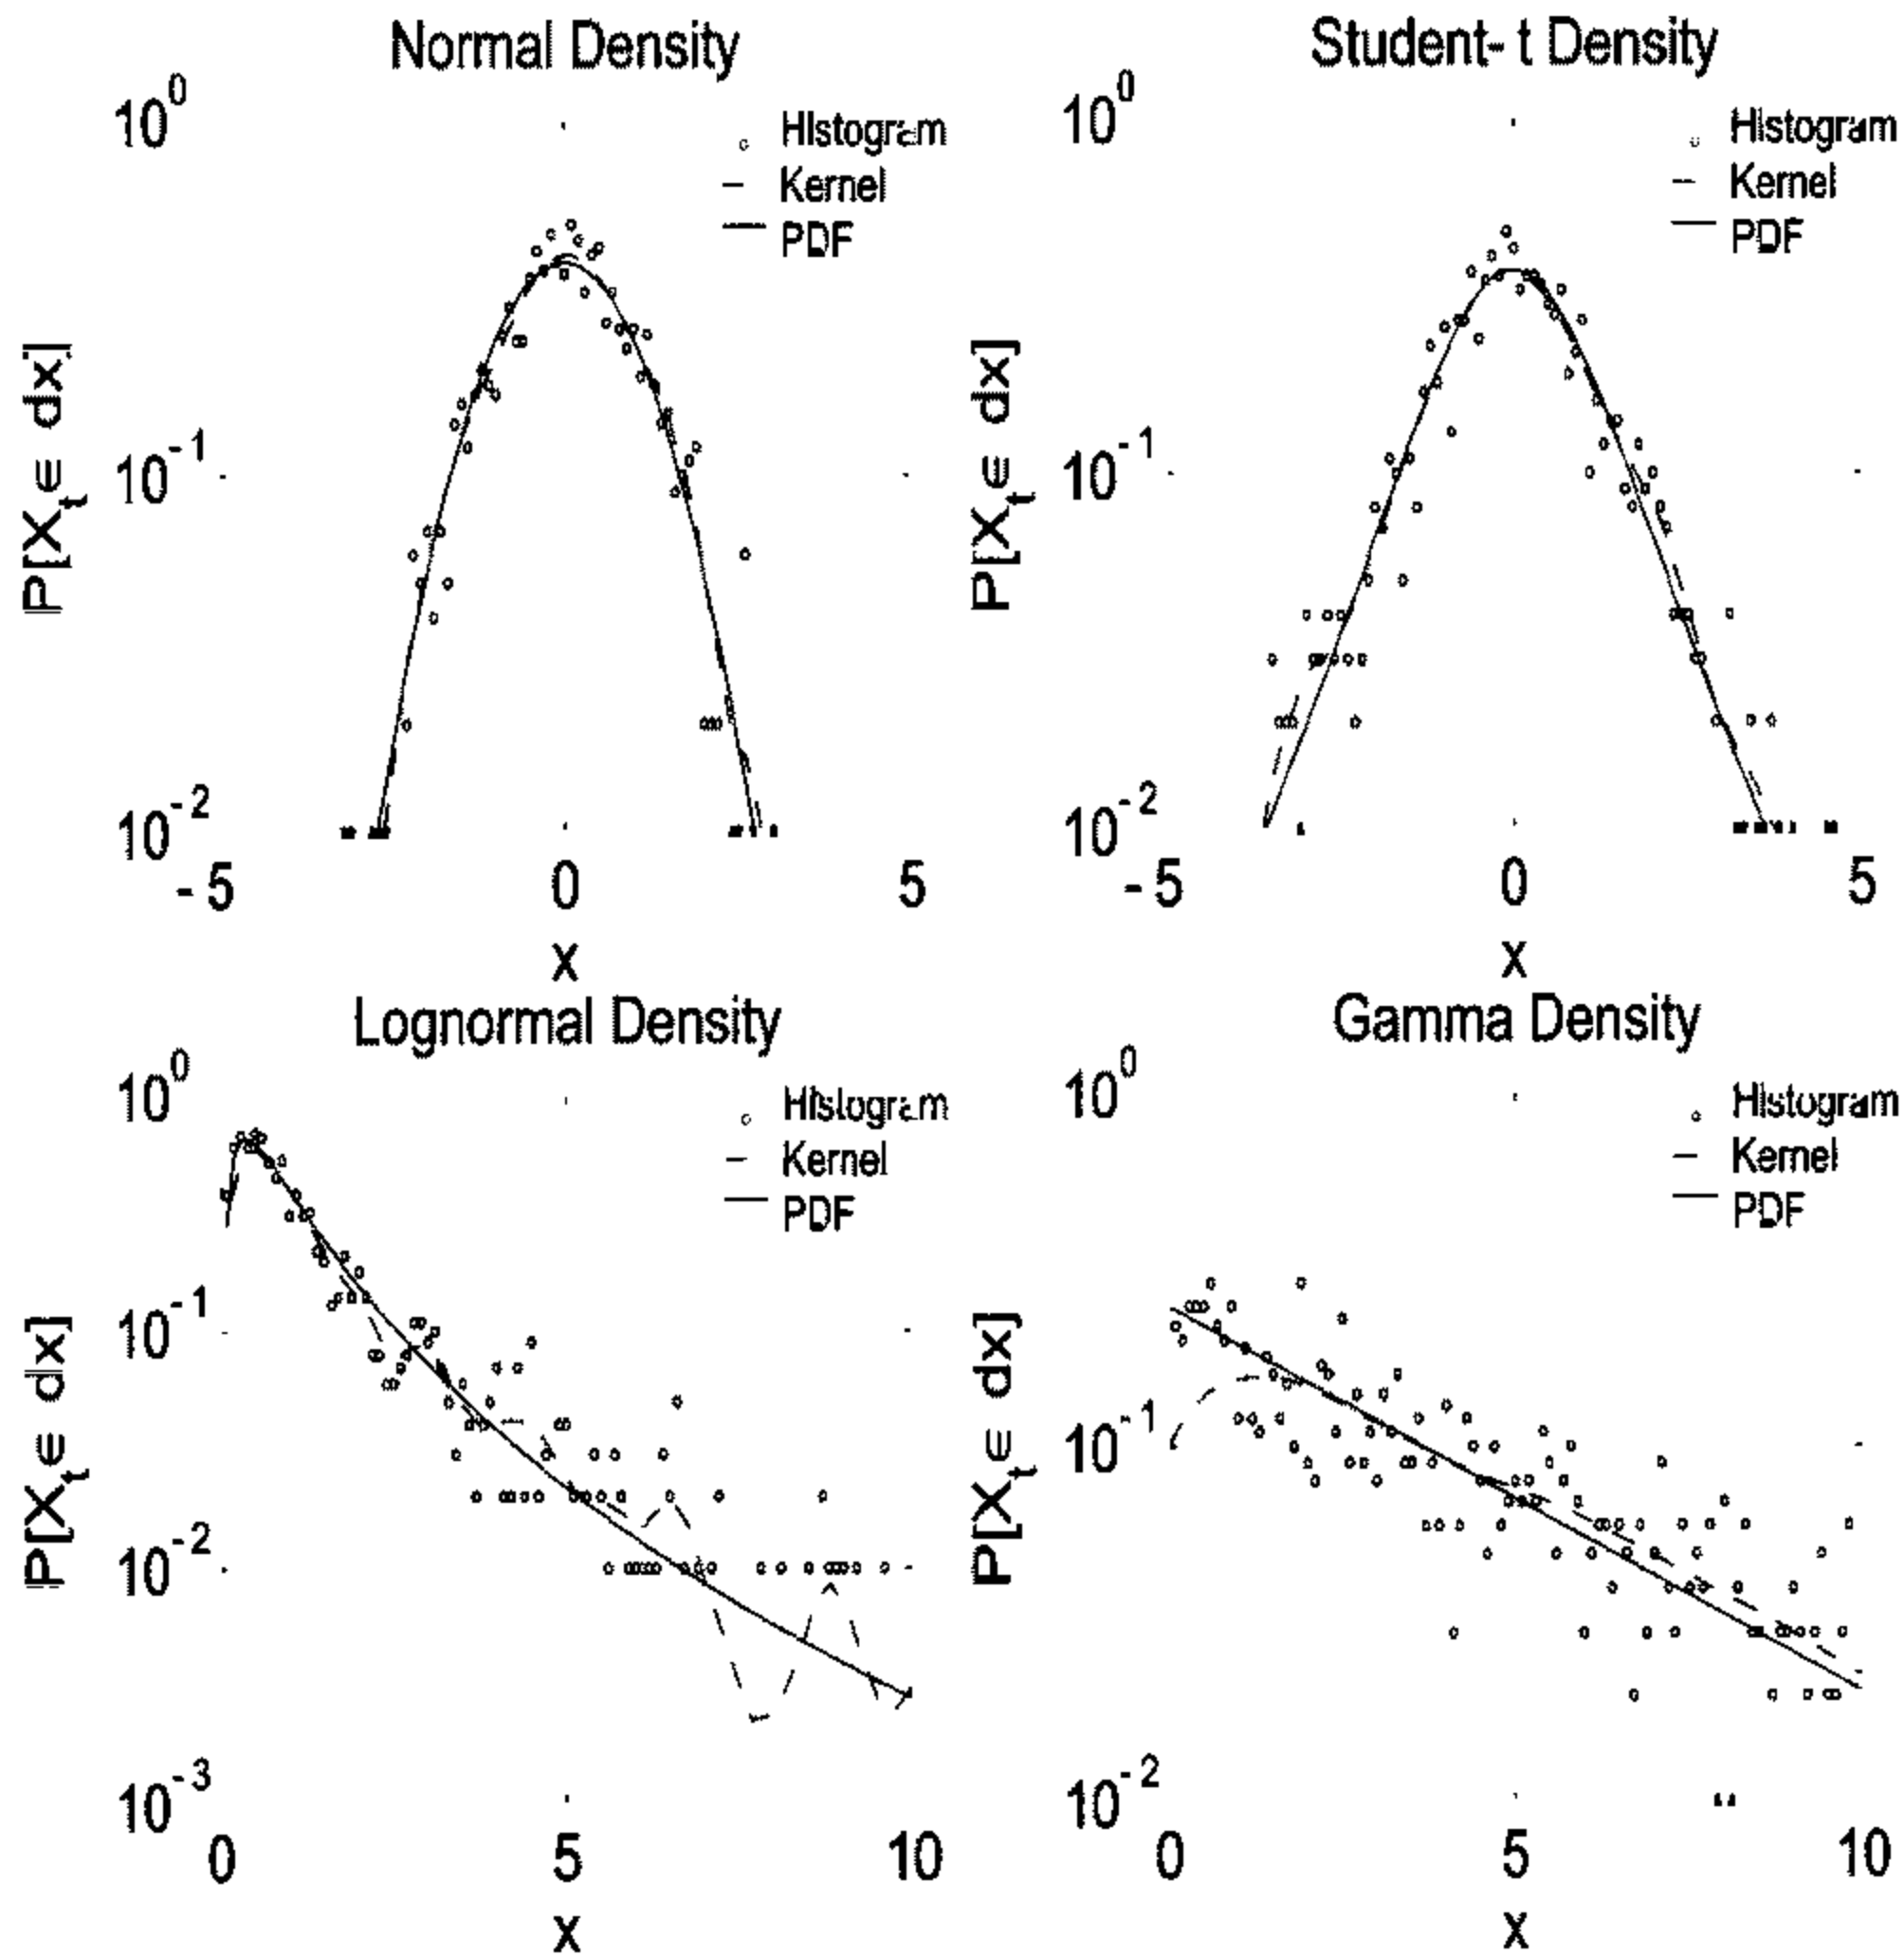 Normal Density
10^0
Histogram
Kernel
PDF
P[X_t ∈ dx]
10^-1
10^-2
-5
0
5
x
Student-t Density
10^0
Histogram
Kernel
PDF
P[X_t ∈ dx]
10^-1
10^-2
-5
0
5
x
Lognormal Density
10^0
Histogram
Kernel
PDF
P[X_t ∈ dx]
10^-1
10^-2
10^-3
0
5
10
x
Gamma Density
10^0
Histogram
Kernel
PDF
P[X_t ∈ dx]
10^-1
10^-2
0
5
10
x